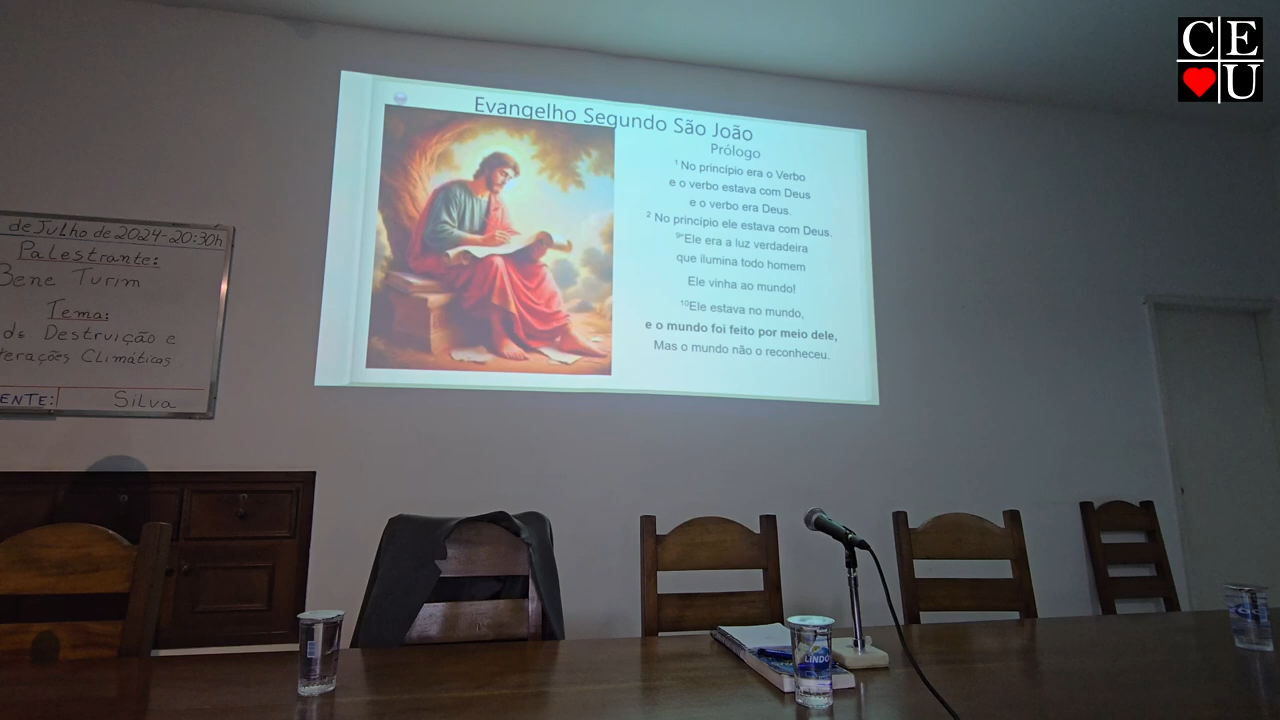 C E
U
Evangelho Segundo São João
Prólogo
1 No princípio era o Verbo
e o verbo estava com Deus
e o verbo era Deus.
2 No princípio ele estava com Deus.
9"Ele era a luz verdadeira
que ilumina todo homem
Ele vinha ao mundo!
10Ele estava no mundo,
e o mundo foi feito por meio dele,
Mas o mundo não o reconheceu.
de Julho de 2024-20:30h
Palestrante:
Bene Turim
Tema:
Destruição e
Climáticas
ENTE: Silva
LINDO